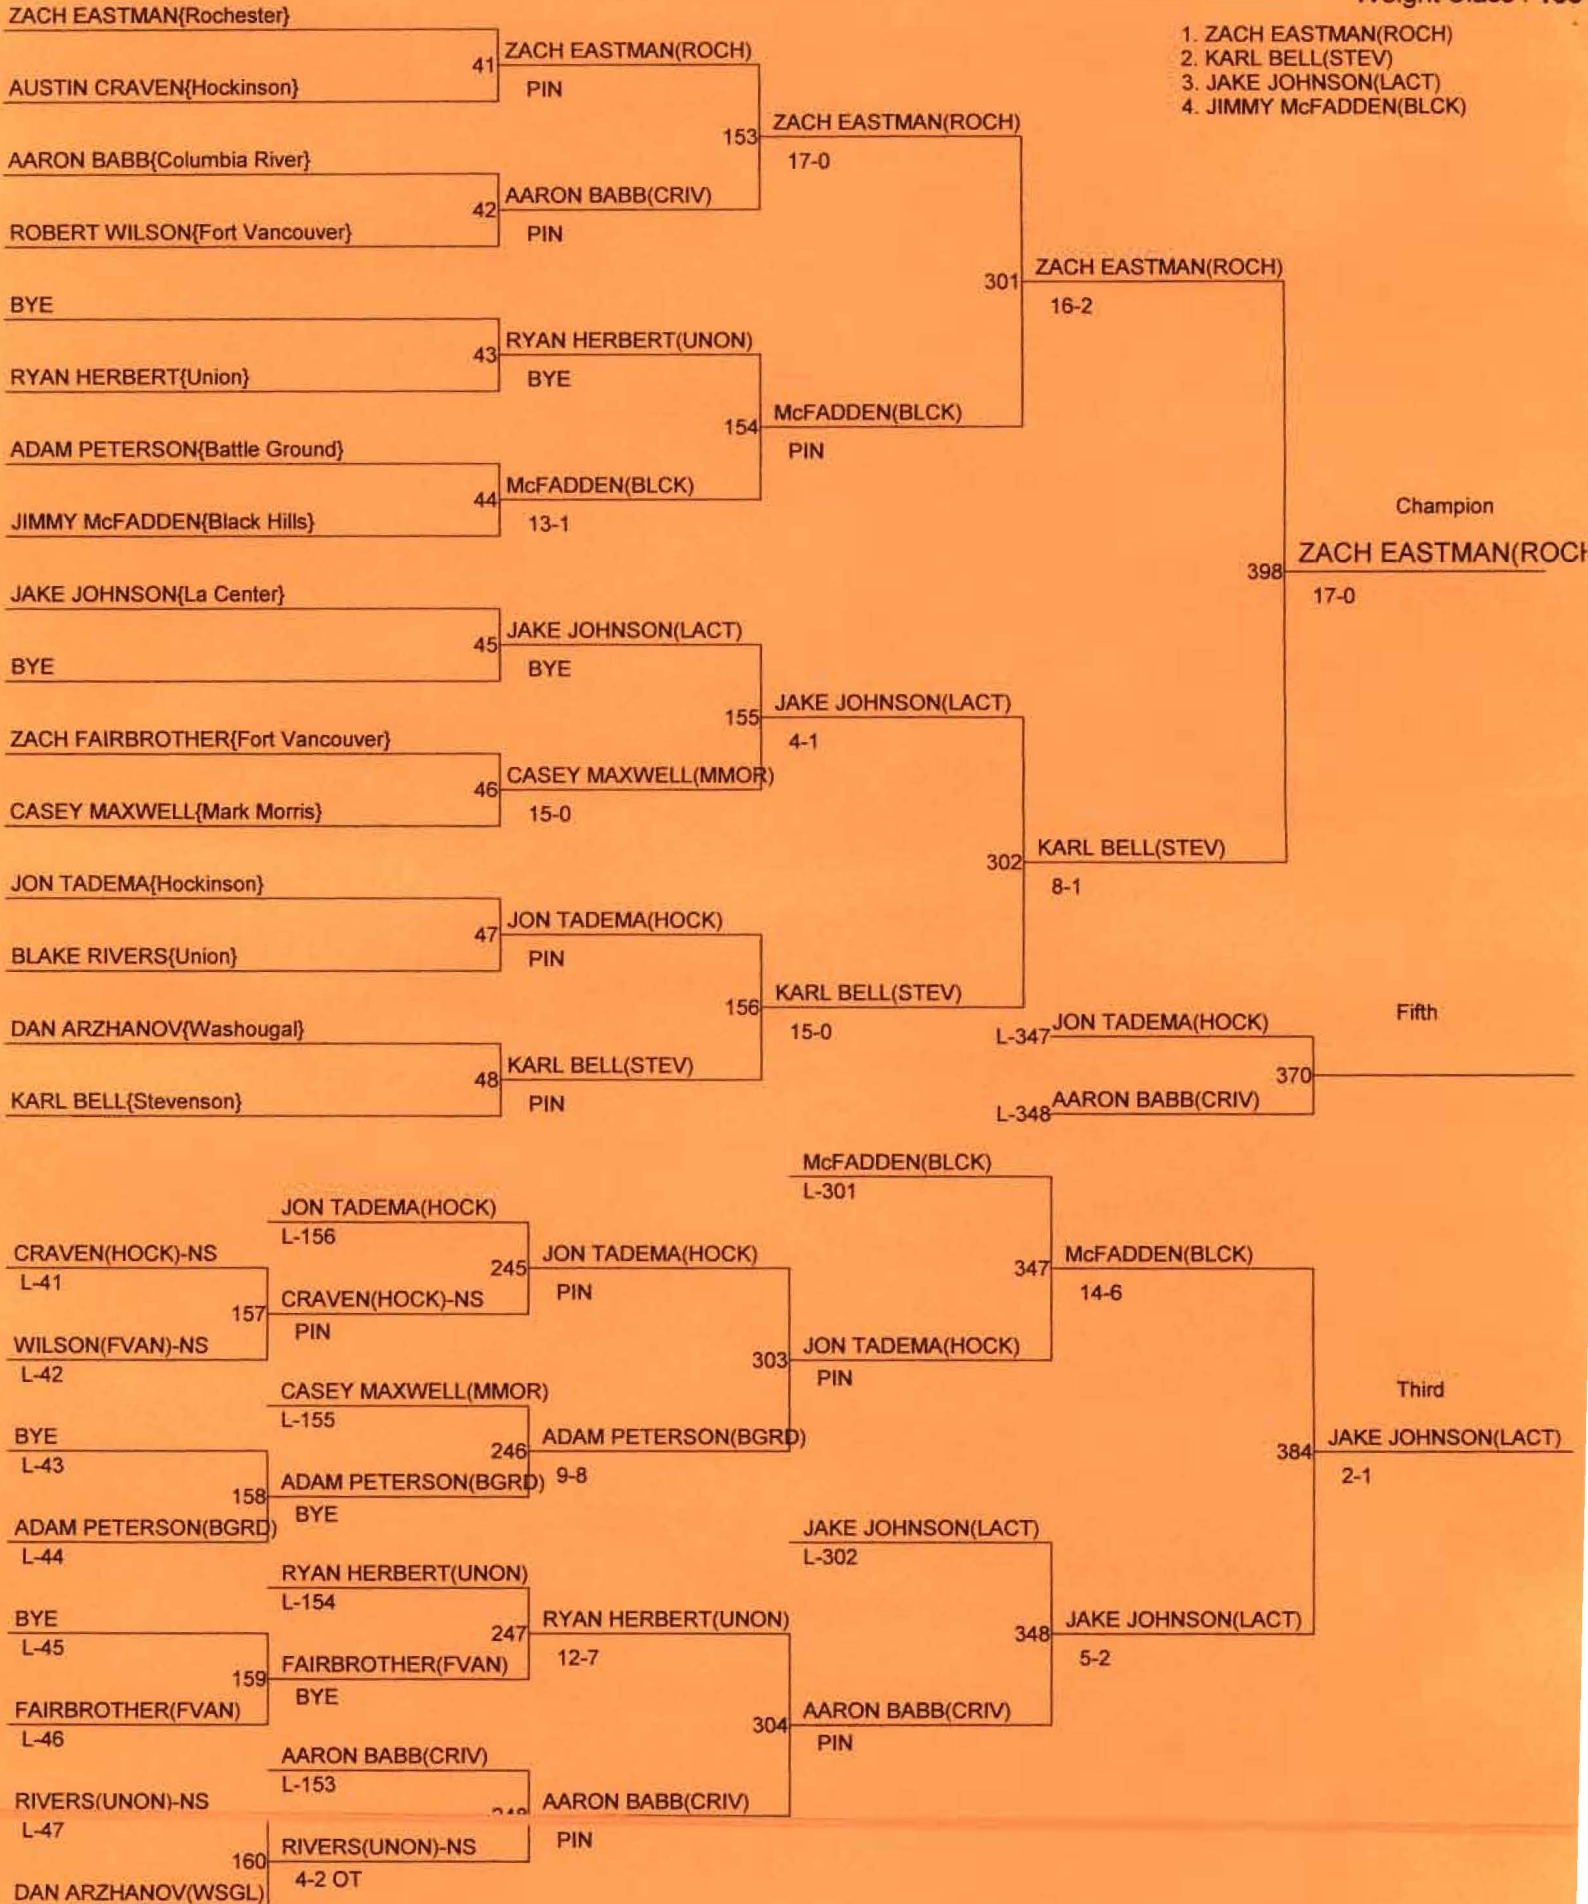 Weight Class :
1. ZACH EASTMAN(ROCH)
2. KARL BELL(STEV)
3. JAKE JOHNSON(LACT)
4. JIMMY McFADDEN(BLCK)
ZACH EASTMAN{Rochester}
41 ZACH EASTMAN(ROCH)
PIN
AUSTIN CRAVEN{Hockinson}
153 ZACH EASTMAN(ROCH)
17-0
AARON BABB{Columbia River}
42 AARON BABB(CRIV)
PIN
ROBERT WILSON{Fort Vancouver}
301 ZACH EASTMAN(ROCH)
16-2
BYE
43 RYAN HERBERT(UNON)
BYE
RYAN HERBERT{Union}
154 McFADDEN(BLCK)
PIN
ADAM PETERSON{Battle Ground}
44 McFADDEN(BLCK)
13-1
JIMMY McFADDEN{Black Hills}
Champion
398 ZACH EASTMAN(ROCH
17-0
JAKE JOHNSON{La Center}
45 JAKE JOHNSON(LACT)
BYE
BYE
155 JAKE JOHNSON(LACT)
4-1
ZACH FAIRBROTHER{Fort Vancouver}
46 CASEY MAXWELL(MMOR)
15-0
CASEY MAXWELL{Mark Morris}
302 KARL BELL(STEV)
8-1
JON TADEMA{Hockinson}
47 JON TADEMA(HOCK)
PIN
BLAKE RIVERS{Union}
156 KARL BELL(STEV)
15-0
DAN ARZHANOV{Washougal}
48 KARL BELL(STEV)
PIN
KARL BELL{Stevenson}
Fifth
L-347 JON TADEMA(HOCK)
370
L-348 AARON BABB(CRIV)
McFADDEN(BLCK)
L-301
JON TADEMA(HOCK)
L-156
CRAVEN(HOCK)-NS
L-41
245 JON TADEMA(HOCK)
PIN
347 McFADDEN(BLCK)
14-6
157 CRAVEN(HOCK)-NS
PIN
WILSON(FVAN)-NS
L-42
303 JON TADEMA(HOCK)
PIN
CASEY MAXWELL(MMOR)
L-155
Third
BYE
L-43
246 ADAM PETERSON(BGRD)
9-8
384 JAKE JOHNSON(LACT)
2-1
158 ADAM PETERSON(BGRD)
BYE
ADAM PETERSON(BGRD)
L-44
JAKE JOHNSON(LACT)
L-302
RYAN HERBERT(UNON)
L-154
BYE
L-45
247 RYAN HERBERT(UNON)
12-7
348 JAKE JOHNSON(LACT)
5-2
159 FAIRBROTHER(FVAN)
BYE
FAIRBROTHER(FVAN)
L-46
304 AARON BABB(CRIV)
PIN
AARON BABB(CRIV)
L-153
RIVERS(UNON)-NS
L-47
AARON BABB(CRIV)
PIN
160 RIVERS(UNON)-NS
4-2 OT
DAN ARZHANOV(WSGL)